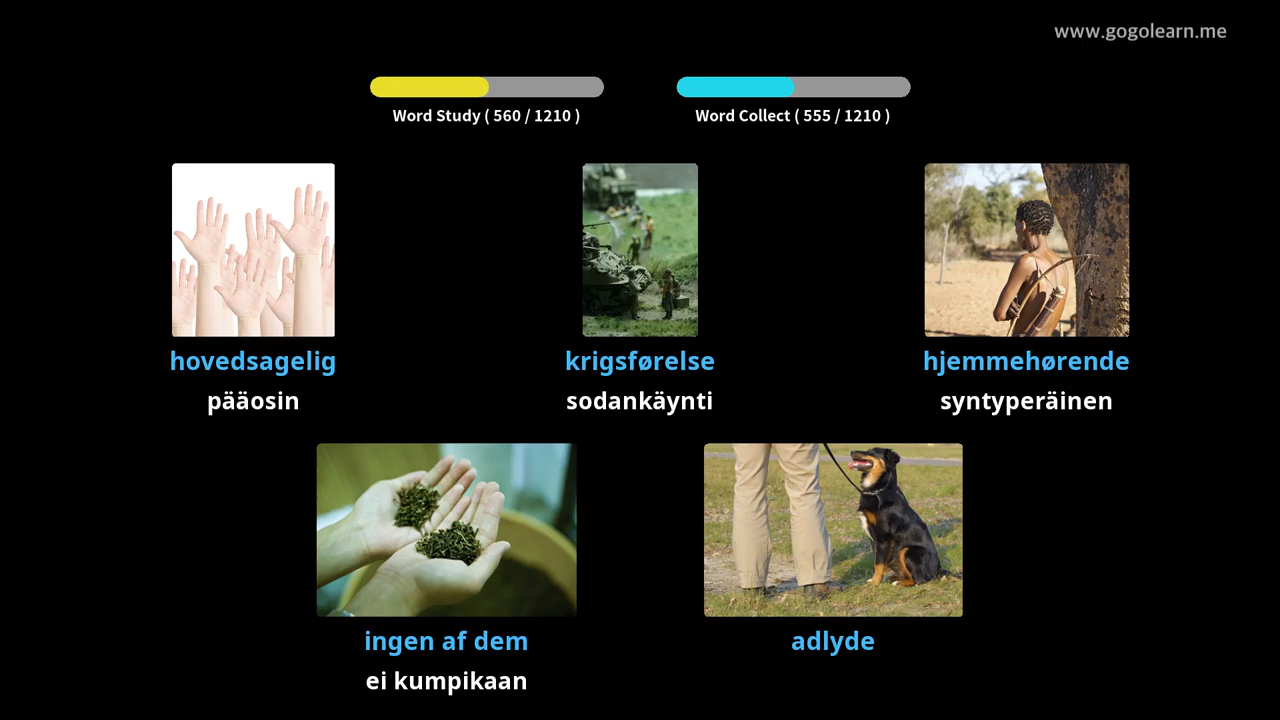 www.gogolearn.me
Word Study ( 560 / 1210 )
Word Collect ( 555 / 1210 )
hovedsagelig
pääosin
krigsførelse
sodankäynti
hjemmehørende
syntyperäinen
ingen af dem
ei kumpikaan
adlyde